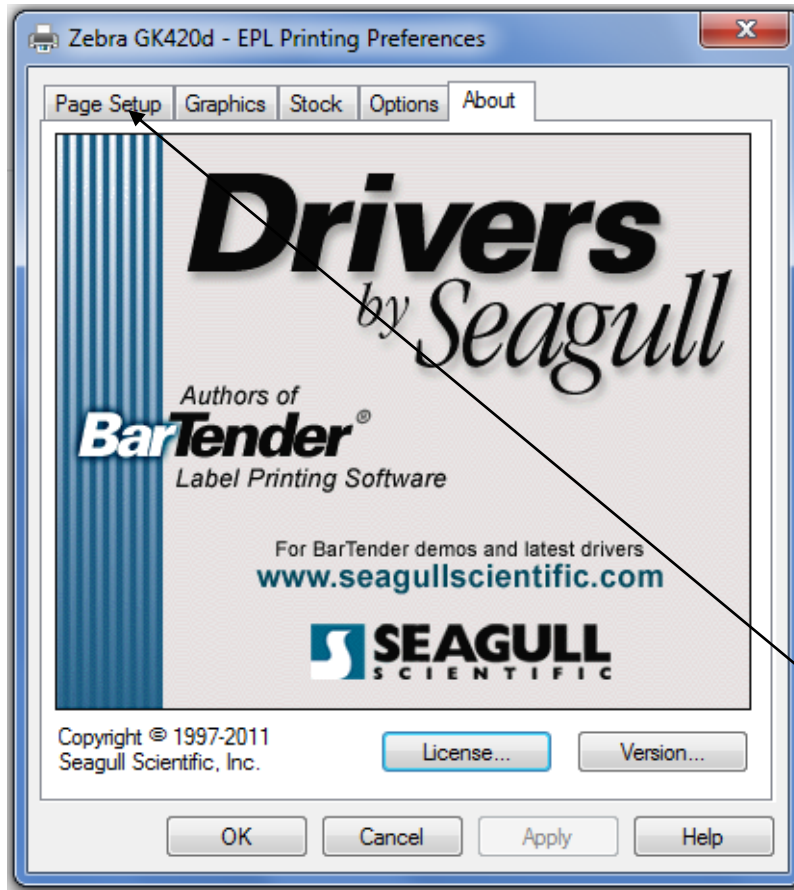 Zebra GK420d - EPL Printing Preferences
Page Setup Graphics Stock Options About
Drivers
by Seagull
Authors of
BarTender®
Label Printing Software
For BarTender demos and latest drivers
www.seagullscientific.com
SEAGULL
SCIENTIFIC
Copyright © 1997-2011
Seagull Scientific, Inc.
License... Version...
OK Cancel Apply Help